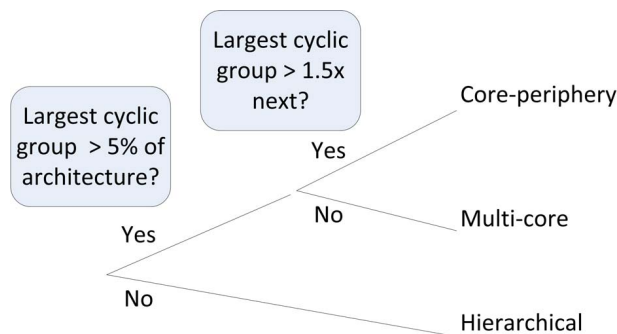 Largest cyclic
group > 1.5x
next?
Largest cyclic
group > 5% of
architecture?
Core-periphery
Yes
No
Multi-core
Yes
No
Hierarchical